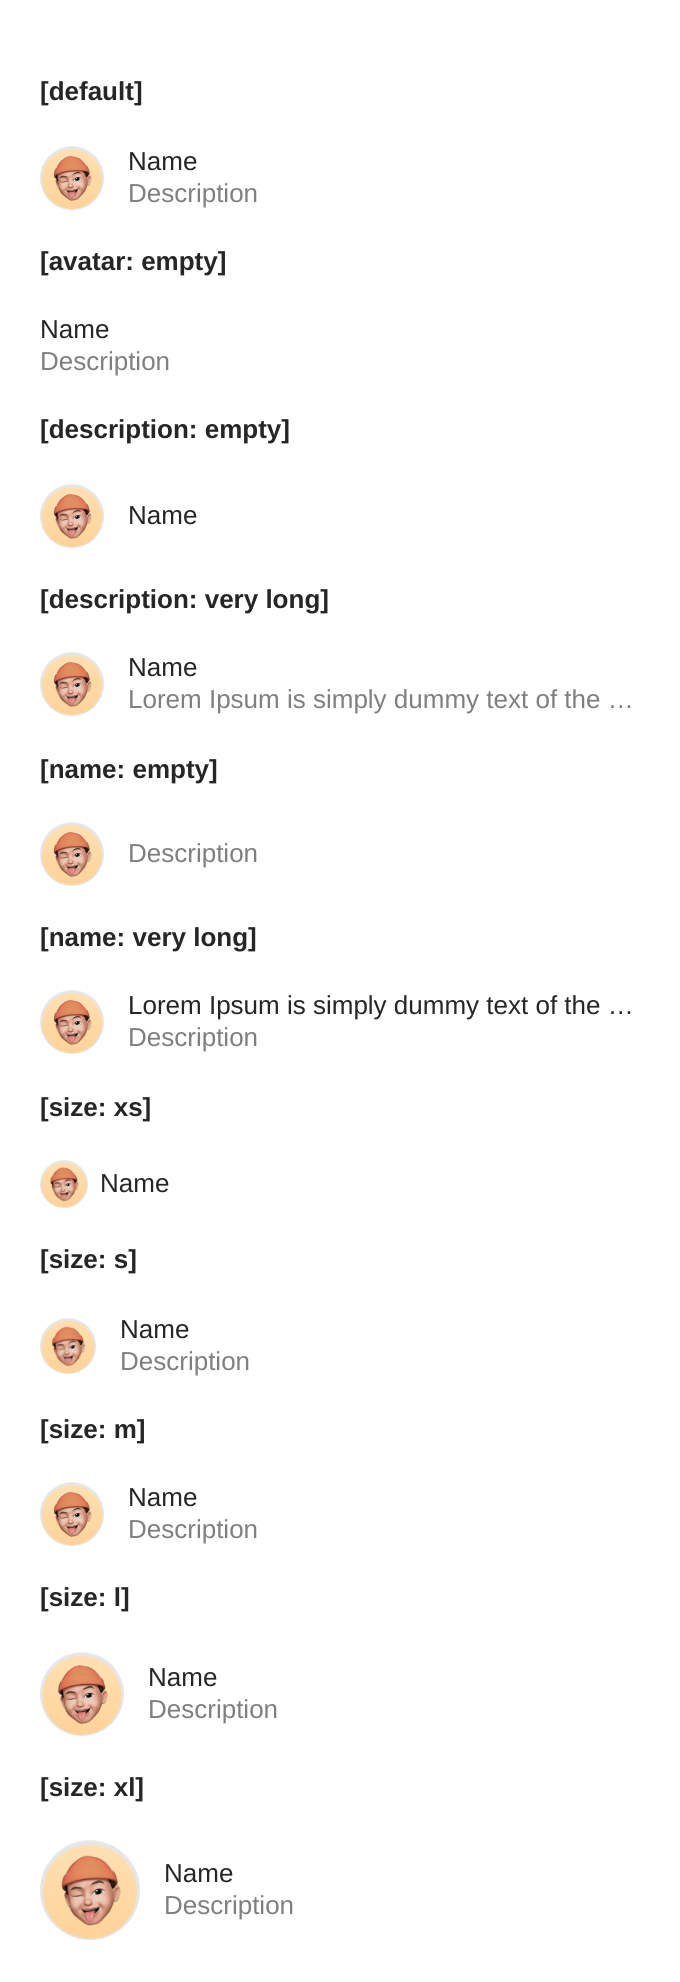 [default]
Name
Description
[avatar: empty]
Name
Description
[description: empty]
Name
[description: very long]
Name
Lorem Ipsum is simply dummy text of the …
[name: empty]
Description
[name: very long]
Lorem Ipsum is simply dummy text of the …
Description
[size: xs]
Name
[size: s]
Name
Description
[size: m]
Name
Description
[size: l]
Name
Description
[size: xl]
Name
Description